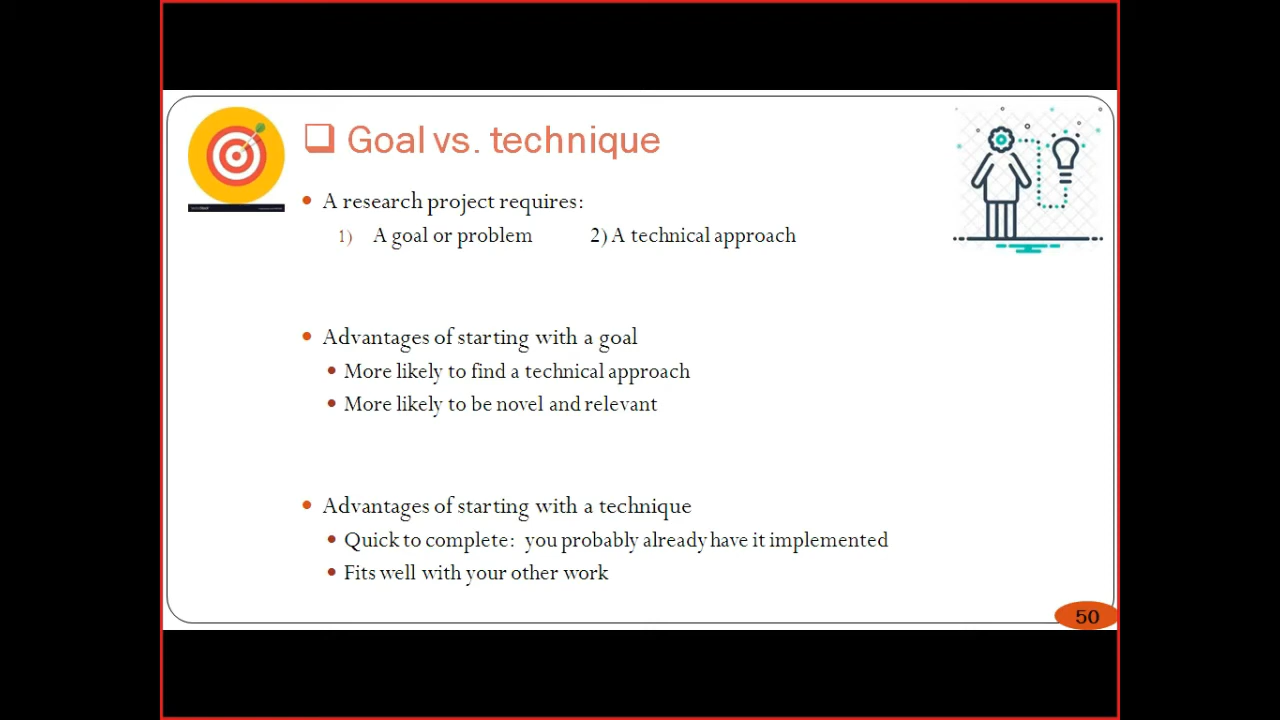 Goal vs. technique
A research project requires:
1) A goal or problem 2) A technical approach
Advantages of starting with a goal
More likely to find a technical approach
More likely to be novel and relevant
Advantages of starting with a technique
Quick to complete: you probably already have it implemented
Fits well with your other work
50